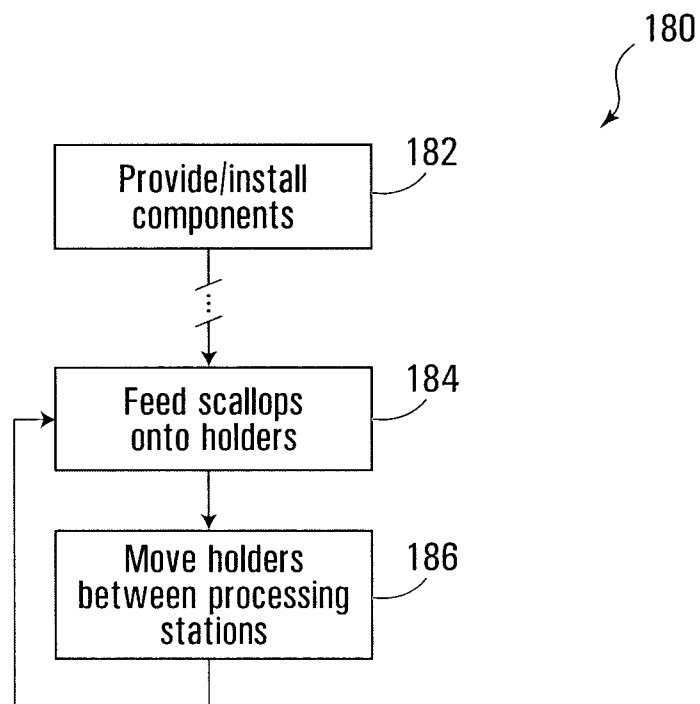 180
182
Provide/install
components
184
Feed scallops
onto holders
186
Move holders
between processing
stations